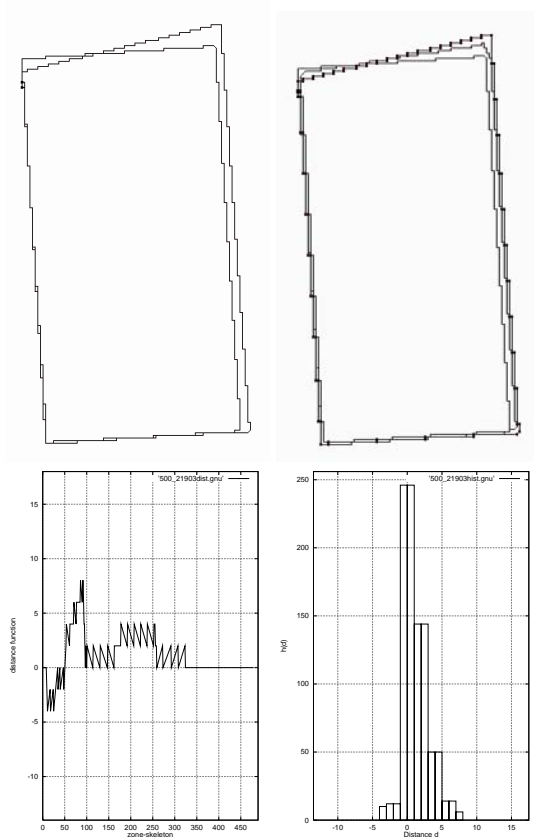 '500_21903dist.gnu'
15
10
5
0
-5
-10
distance function
0 50 100 150 200 250 300 350 400 450
zone-skeleton
'500_21903hist.gnu'
250
200
150
100
50
0
h(d)
-10 -5 0 5 10 15
Distance d